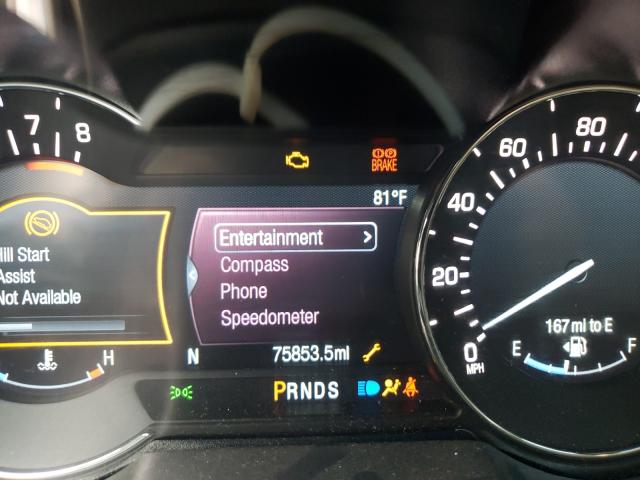 7 8
BRAKE
81°F
Hill Start
Assist
Not Available
Entertainment >
Compass
Phone
Speedometer
H
N 75853.5mi
PRNDS
0 20 40 60 80
MPH
167 mi to E
E F